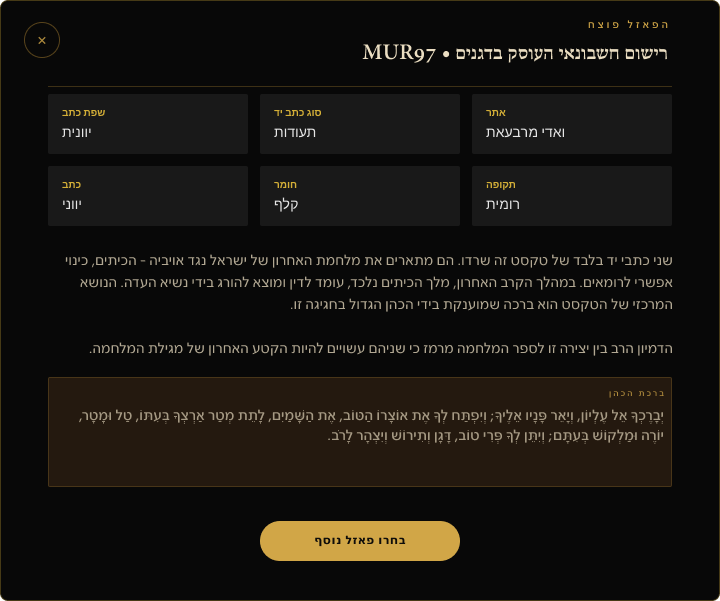 הפאזל פוצח
רישום חשבונאי העוסק בדגנים • MUR97
×
אתר
ואדי מרבעאת
סוג כתב יד
תעודות
שפת כתב
יוונית
תקופה
רומית
חומר
קלף
כתב
יווני
שני כתבי יד בלבד של טקסט זה שרדו. הם מתארים את מלחמת האחרון של ישראל נגד אויביה - הכיתים, כינוי
אפשרי לרומאים. במהלך הקרב האחרון, מלך הכיתים נלכד, עומד לדין ומוצא להורג בידי נשיא העדה. הנושא
המרכזי של הטקסט הוא ברכה שמוענקת בידי הכהן הגדול בחגיגה זו.
הדמיון הרב בין יצירה זו לספר המלחמה מרמז כי שניהם עשויים להיות הקטע האחרון של מגילת המלחמה.
ברכת הכהן
יְבָרֶכְךָ אֵל עֶלְיוֹן, וְיָאֵר פָּנָיו אֵלֶיךָ; וְיִפְתַּח לְךָ אֶת אוֹצָרוֹ הַטּוֹב, אֶת הַשָּׁמַיִם, לָתֵת מְטַר אַרְצְךָ בְּעִתּוֹ, טַל וּמָטָר,
יוֹרֶה וּמַלְקוֹשׁ בְּעִתָּם; וְיִתֵּן לְךָ פְּרִי טוֹב, דָּגָן וְתִירוֹשׁ וְיִצְהָר לָרֹב.
בחרו פאזל נוסף